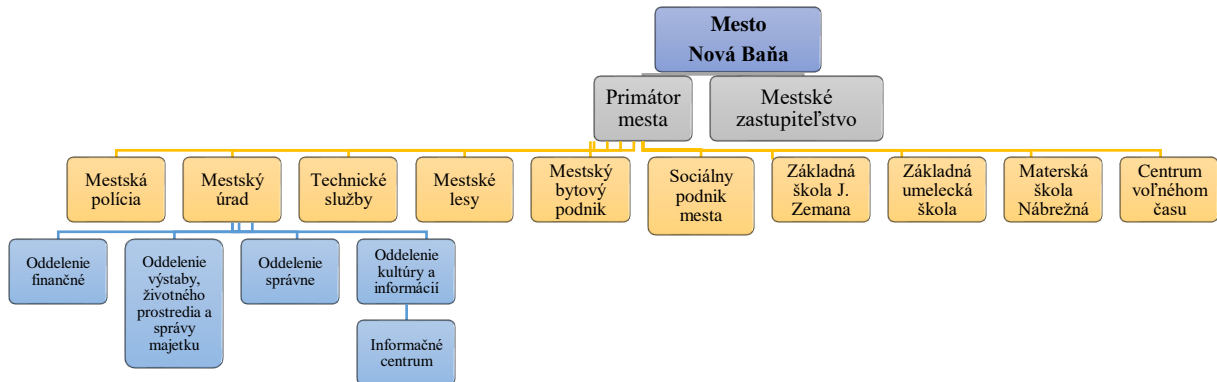 Mesto
Nová Baňa
Primátor
mesta
Mestské
zastupiteľstvo
Mestská
polícia
Mestský
úrad
Technické
služby
Mestské
lesy
Mestský
bytový
podnik
Sociálny
podnik
mesta
Základná
škola J.
Zemana
Základná
umelecká
škola
Materská
škola
Nábrežná
Centrum
voľnéhom
času
Oddelenie
finančné
Oddelenie
výstaby,
životného
prostredia a
správy
majetku
Oddelenie
správne
Oddelenie
kultúry a
informácií
Informačné
centrum